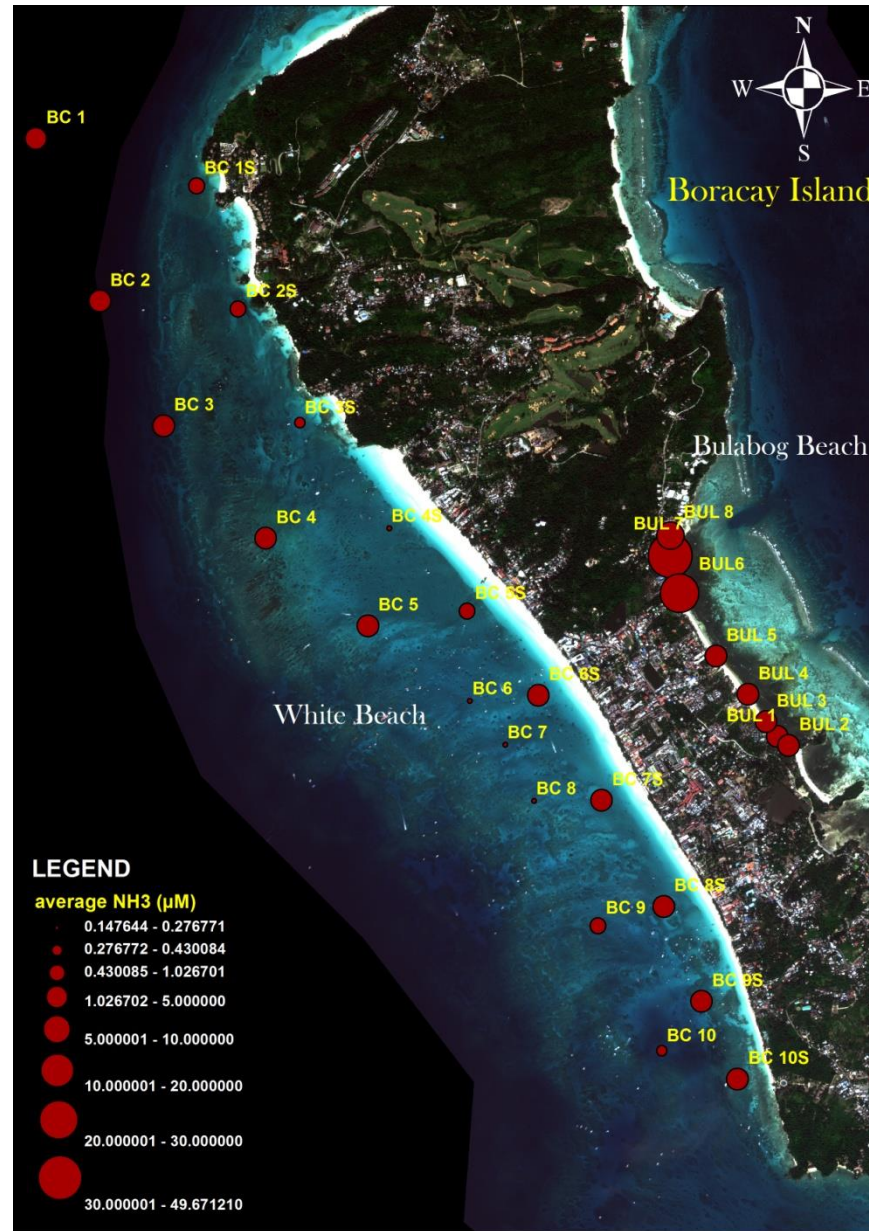 N
W E
S
Boracay Island
BC 1
BC 1S
BC 2
BC 2S
BC 3
BC 3S
BC 4
BC 4S
BC 5
BC 5S
BC 6
BC 6S
White Beach
BC 7
BC 7S
BC 8
BC 8S
BC 9
BC 9S
BC 10
BC 10S
Bulabog Beach
BUL 8
BUL 7
BUL6
BUL 5
BUL 4
BUL 3
BUL 1
BUL 2
LEGEND
average NH3 (µM)
0.147644 - 0.276771
0.276772 - 0.430084
0.430085 - 1.026701
1.026702 - 5.000000
5.000001 - 10.000000
10.000001 - 20.000000
20.000001 - 30.000000
30.000001 - 49.671210